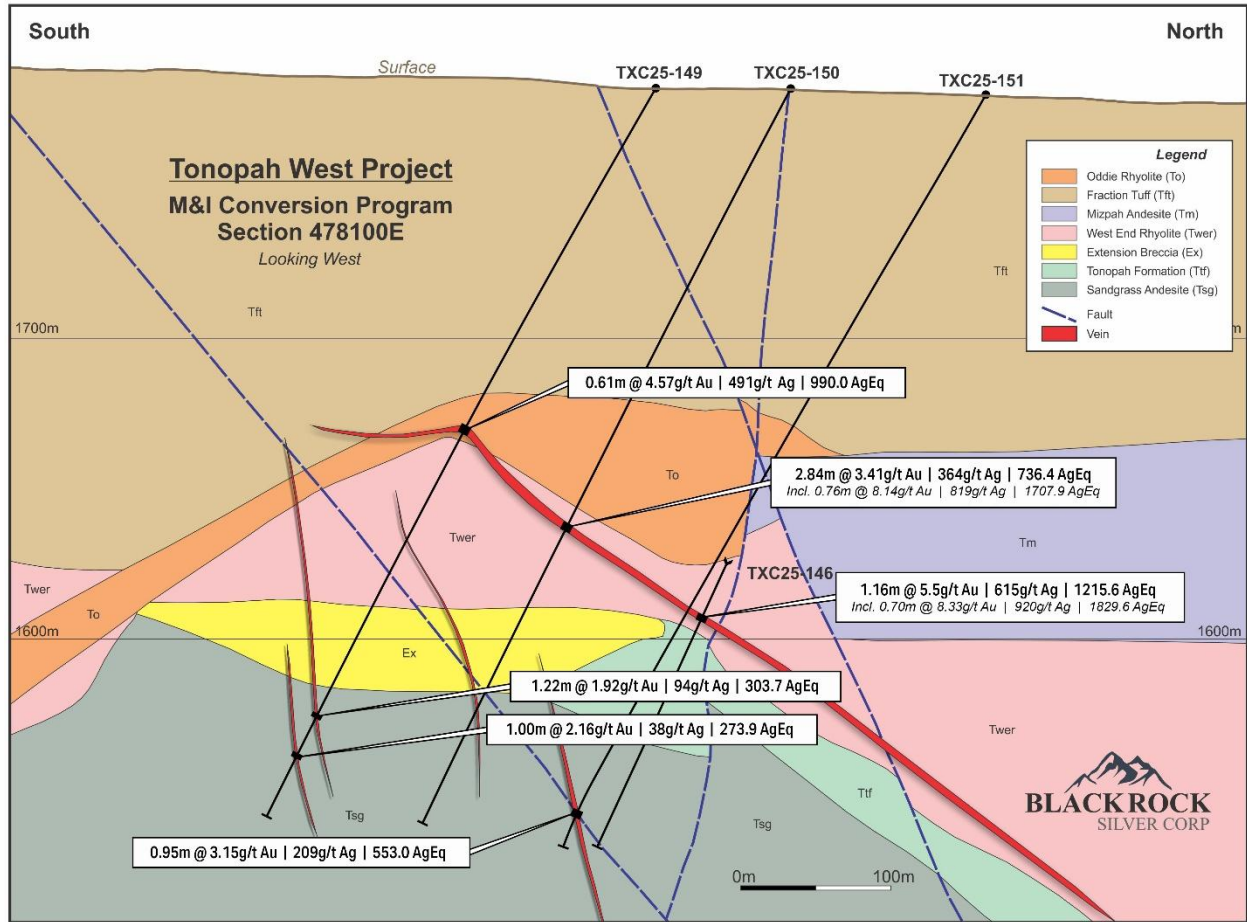 South
North
Surface
TXC25-149
TXC25-150
TXC25-151
Tonopah West Project
M&I Conversion Program
Section 478100E
Looking West
Legend
Oddie Rhyolite (To)
Fraction Tuff (Tft)
Mizpah Andesite (Tm)
West End Rhyolite (Twer)
Extension Breccia (Ex)
Tonopah Formation (Ttf)
Sandgrass Andesite (Tsg)
Fault
Vein
Tft
Tft
1700m
m
0.61m @ 4.57g/t Au | 491g/t Ag | 990.0 AgEq
To
2.84m @ 3.41g/t Au | 364g/t Ag | 736.4 AgEq
Incl. 0.76m @ 8.14g/t Au | 819g/t Ag | 1707.9 AgEq
Twer
Tm
Twer
TXC25-146
1.16m @ 5.5g/t Au | 615g/t Ag | 1215.6 AgEq
Incl. 0.70m @ 8.33g/t Au | 920g/t Ag | 1829.6 AgEq
To
1600m
1600m
Ex
1.22m @ 1.92g/t Au | 94g/t Ag | 303.7 AgEq
1.00m @ 2.16g/t Au | 38g/t Ag | 273.9 AgEq
Twer
Ttf
Tsg
Tsg
BLACK ROCK
SILVER CORP
0.95m @ 3.15g/t Au | 209g/t Ag | 553.0 AgEq
0m
100m